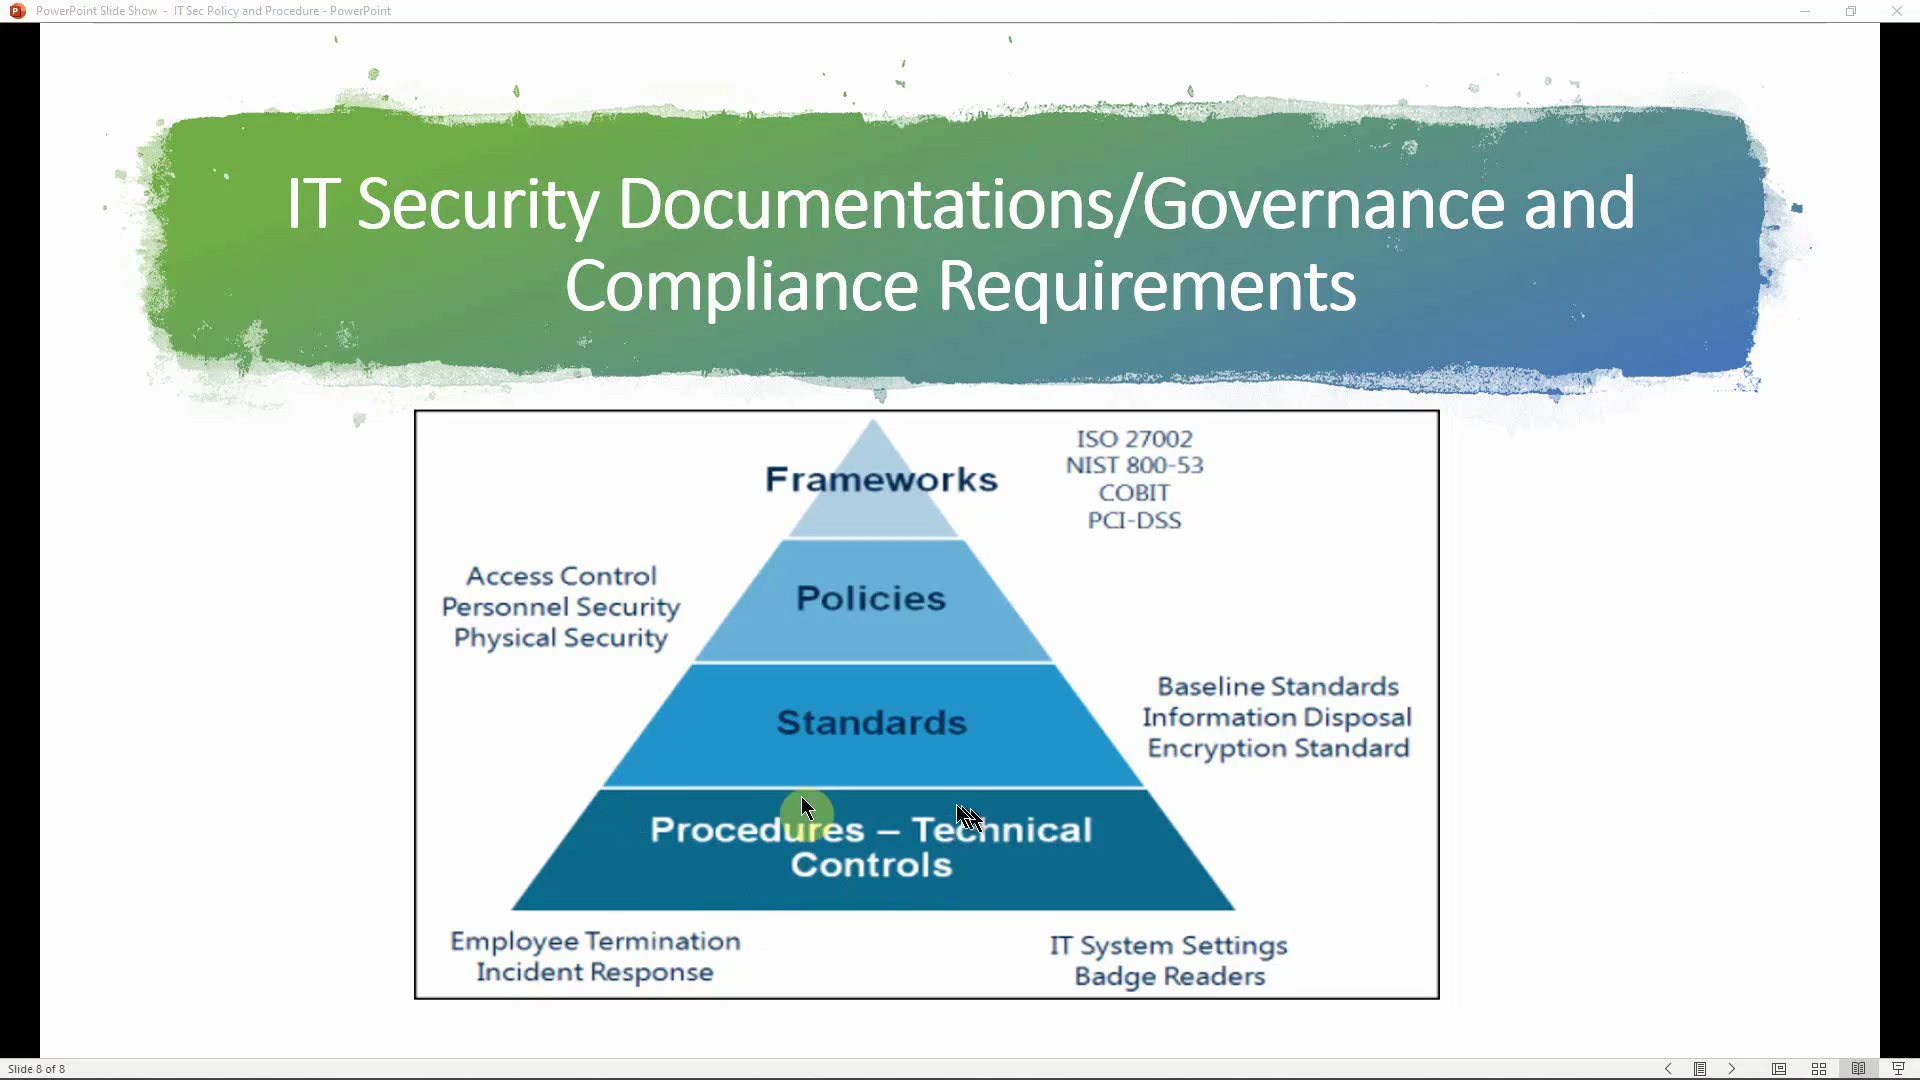 PowerPoint Slide Show - IT Sec Policy and Procedure - PowerPoint
IT Security Documentations/Governance and
Compliance Requirements
Frameworks
ISO 27002
NIST 800-53
COBIT
PCI-DSS
Access Control
Personnel Security
Physical Security
Policies
Standards
Baseline Standards
Information Disposal
Encryption Standard
Procedures – Technical
Controls
Employee Termination
Incident Response
IT System Settings
Badge Readers
Slide 8 of 8